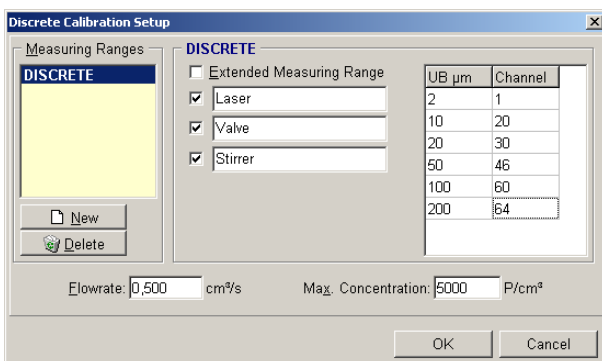 Discrete Calibration Setup
Measuring Ranges
DISCRETE
New
Delete
DISCRETE
Extended Measuring Range
Laser
Valve
Stirrer
UB µm Channel
2 1
10 20
20 30
50 46
100 60
200 64
Flowrate: 0,500 cm³/s Max. Concentration: 5000 P/cm³
OK Cancel